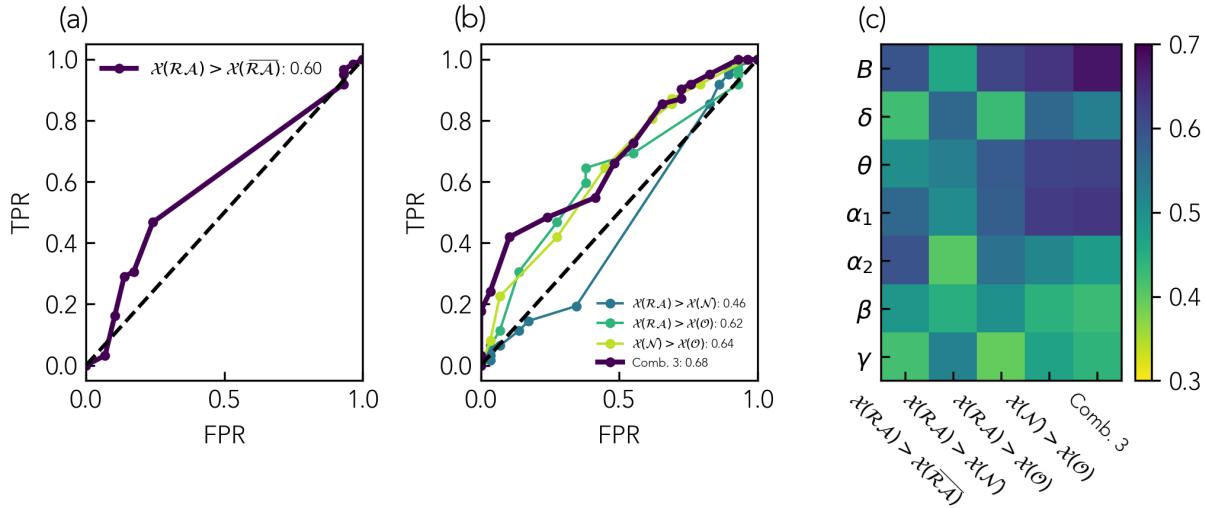 (a)
1.0
0.8
0.6
0.4
0.2
0.0
TPR
𝒳(ℛ𝒜) > 𝒳(ℛ𝒜̅): 0.60
0.0
0.5
1.0
FPR
(b)
1.0
0.8
0.6
0.4
0.2
0.0
TPR
𝒳(ℛ𝒜) > 𝒳(𝒩): 0.46
𝒳(ℛ𝒜) > 𝒳(𝒪): 0.62
𝒳(𝒩) > 𝒳(𝒪): 0.64
Comb. 3: 0.68
0.0
0.5
1.0
FPR
(c)
B
δ
θ
α₁
α₂
β
γ
𝒳(ℛ𝒜) > 𝒳(ℛ𝒜̅)
𝒳(ℛ𝒜) > 𝒳(𝒩)
𝒳(ℛ𝒜) > 𝒳(𝒪)
𝒳(𝒩) > 𝒳(𝒪)
Comb. 3
0.7
0.6
0.5
0.4
0.3